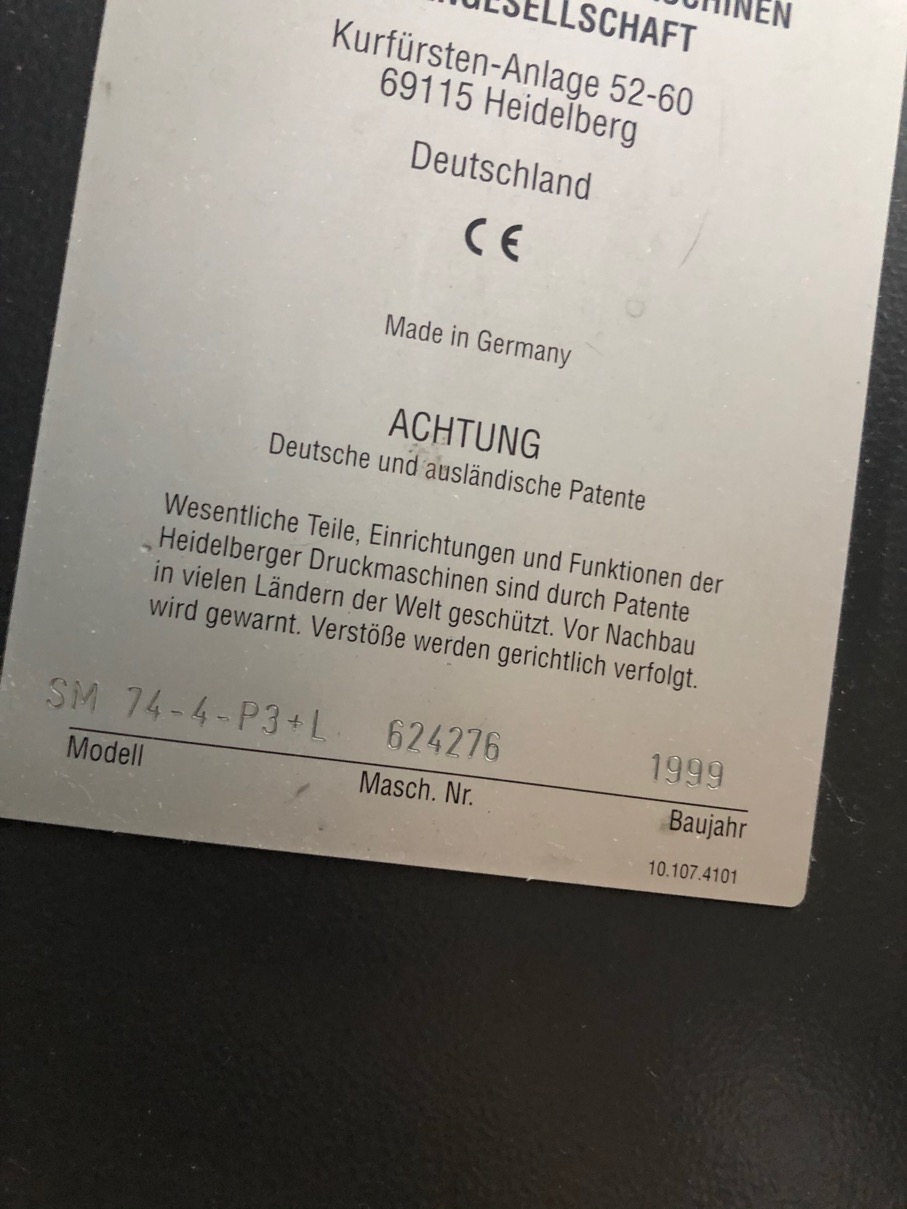 Kurfürsten-Anlage 52-60
69115 Heidelberg
Deutschland
CE
Made in Germany
ACHTUNG
Deutsche und ausländische Patente
Wesentliche Teile, Einrichtungen und Funktionen der
Heidelberger Druckmaschinen sind durch Patente
in vielen Ländern der Welt geschützt. Vor Nachbau
wird gewarnt. Verstöße werden gerichtlich verfolgt.
SM 74-4-P3+L 624276 1999
Modell Masch. Nr. Baujahr
10.107.4101